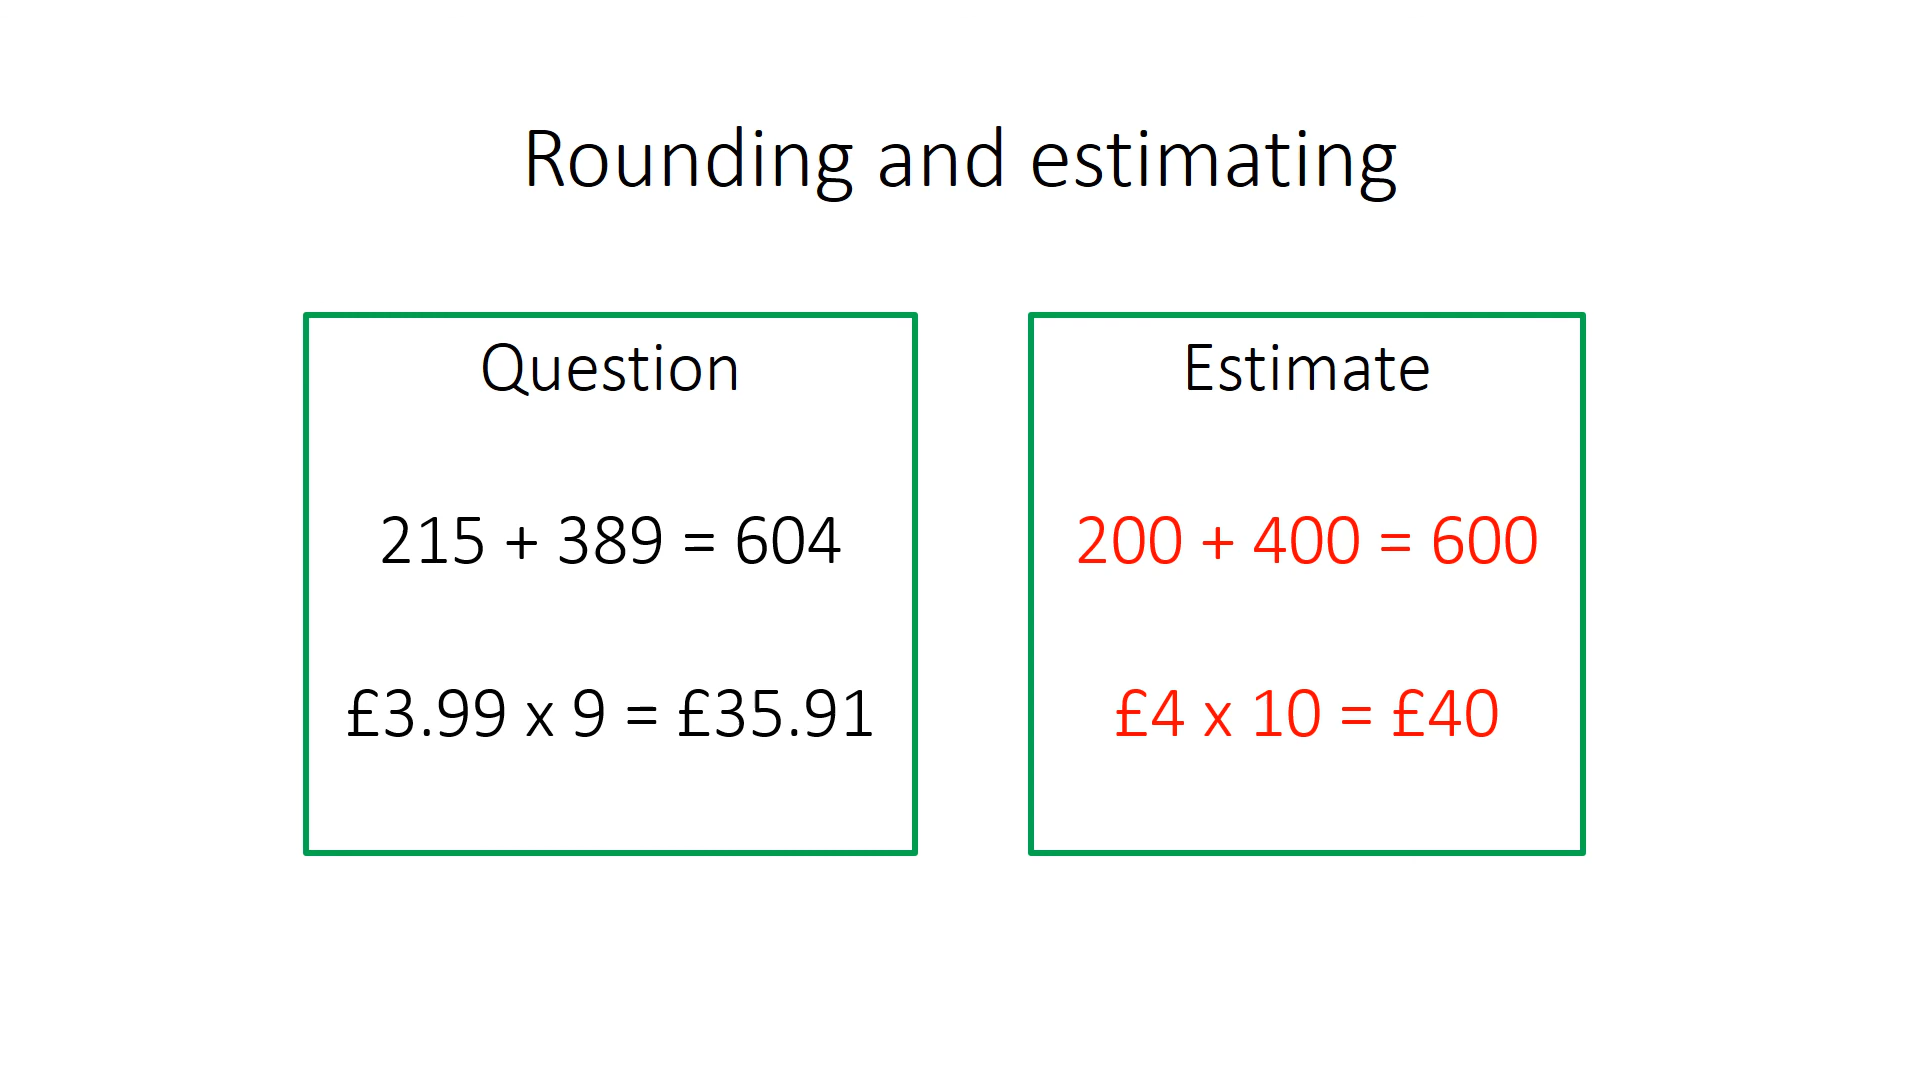 Rounding and estimating
Question
215 + 389 = 604
£3.99 x 9 = £35.91
Estimate
200 + 400 = 600
£4 x 10 = £40